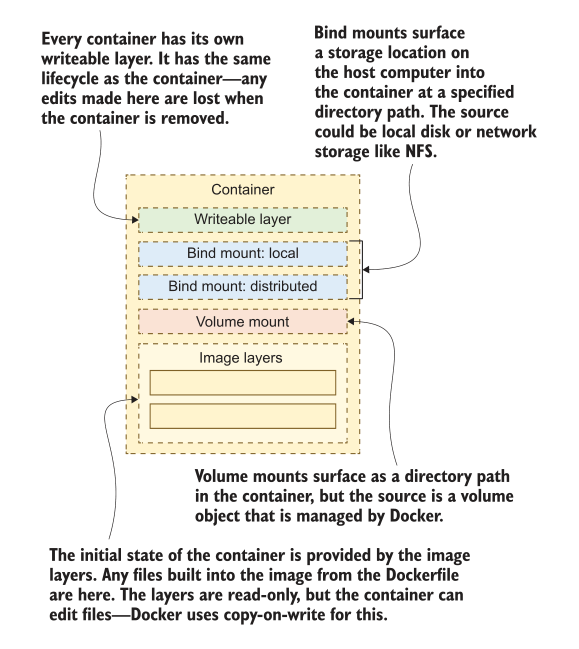 Every container has its own
writeable layer. It has the same
lifecycle as the container—any
edits made here are lost when
the container is removed.
Bind mounts surface
a storage location on
the host computer into
the container at a specified
directory path. The source
could be local disk or network
storage like NFS.
Container
Writeable layer
Bind mount: local
Bind mount: distributed
Volume mount
Image layers
Volume mounts surface as a directory path
in the container, but the source is a volume
object that is managed by Docker.
The initial state of the container is provided by the image
layers. Any files built into the image from the Dockerfile
are here. The layers are read-only, but the container can
edit files—Docker uses copy-on-write for this.